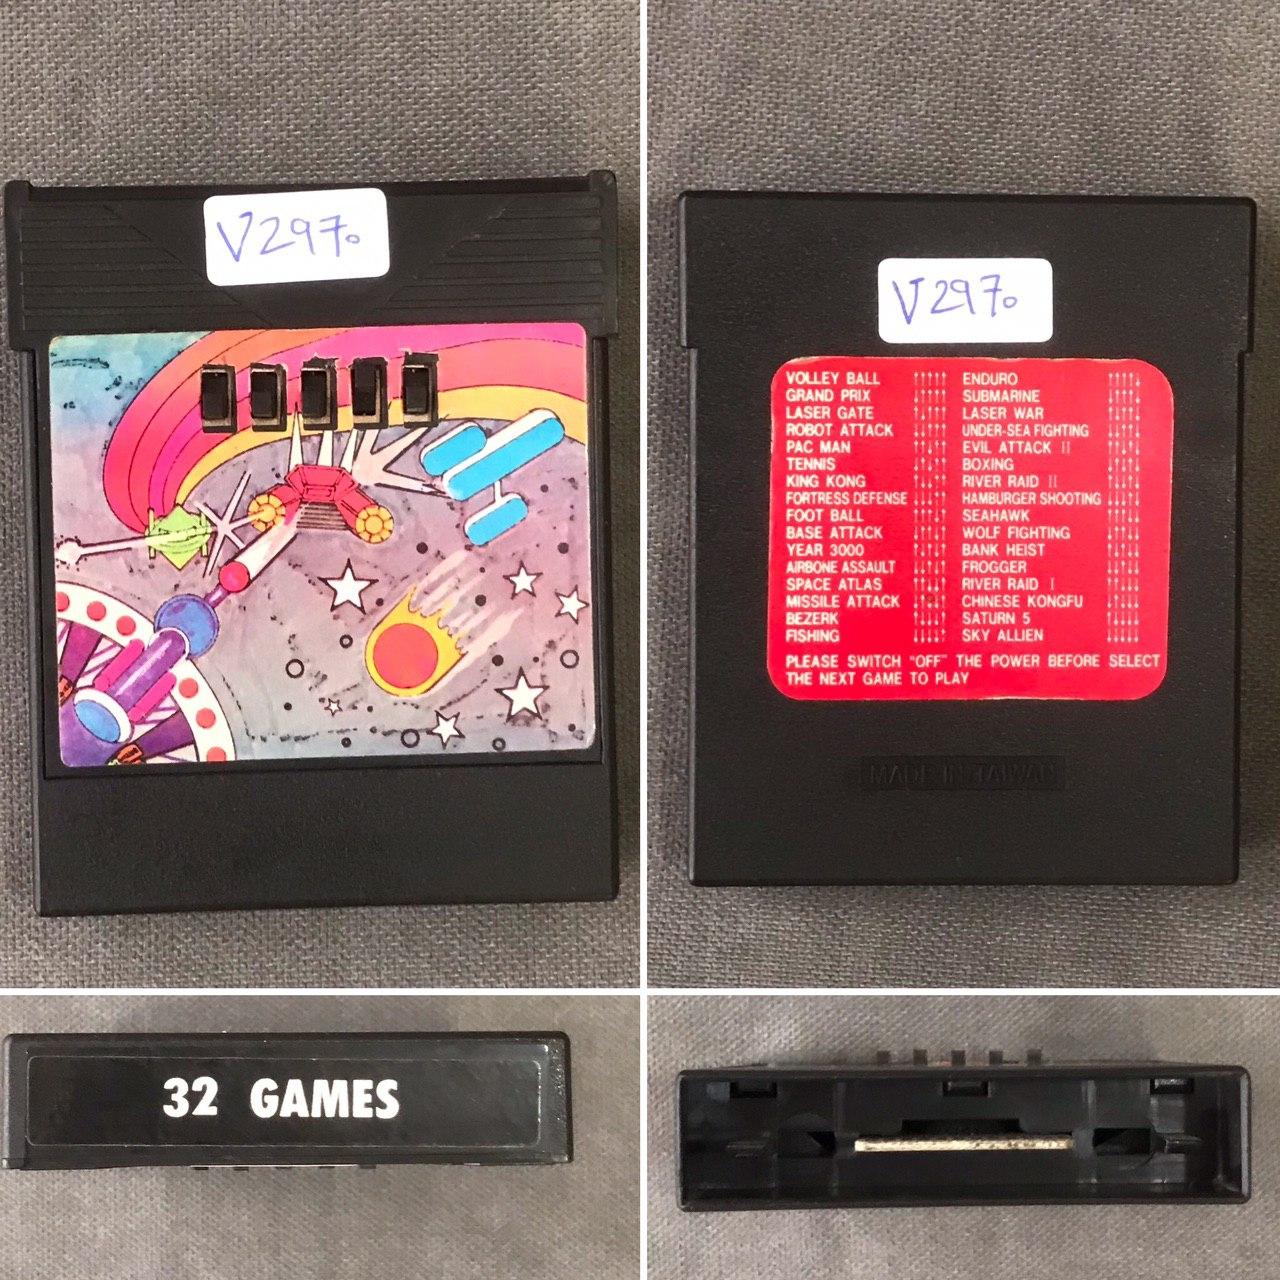 V297o
V297o
VOLLEY BALL ENDURO
GRAND PRIX SUBMARINE
LASER GATE LASER WAR
ROBOT ATTACK UNDER-SEA FIGHTING
PAC MAN EVIL ATTACK II
TENNIS BOXING
KING KONG RIVER RAID II
FORTRESS DEFENSE HAMBURGER SHOOTING
FOOT BALL SEAHAWK
BASE ATTACK WOLF FIGHTING
YEAR 3000 BANK HEIST
AIRBONE ASSAULT FROGGER
SPACE ATLAS RIVER RAID I
MISSILE ATTACK CHINESE KONGFU
BEZERK SATURN 5
FISHING SKY ALLIEN
PLEASE SWITCH "OFF" THE POWER BEFORE SELECT
THE NEXT GAME TO PLAY
MADE IN TAIWAN
32 GAMES